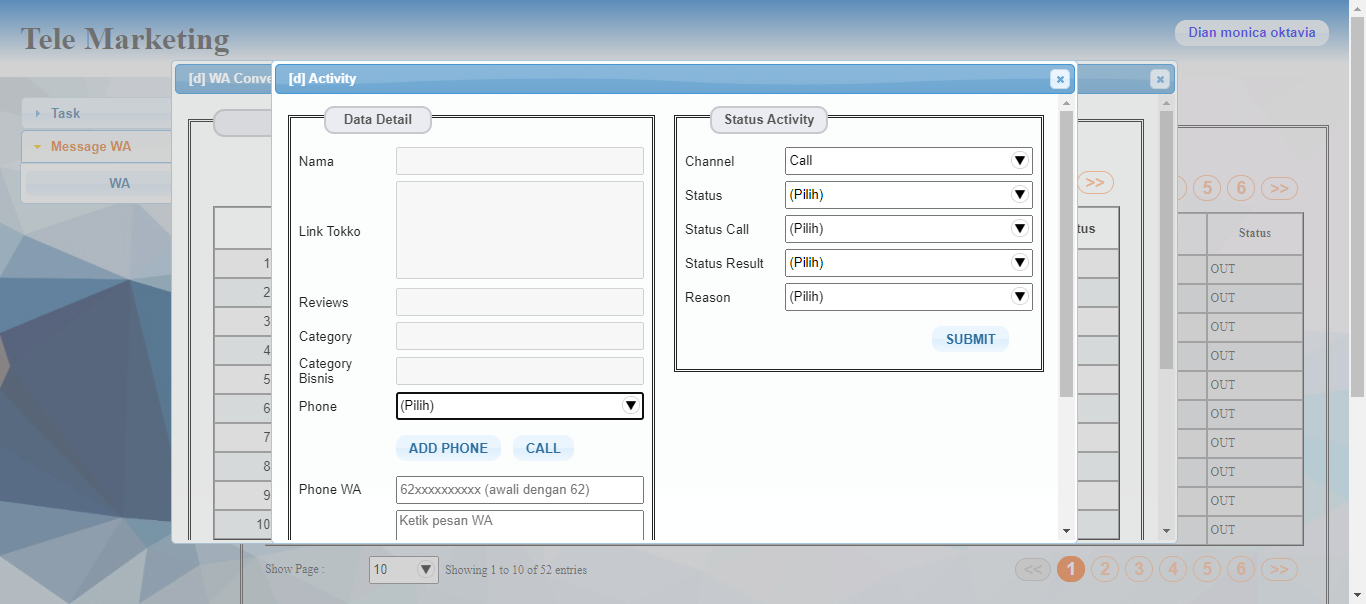 Tele Marketing
Dian monica oktavia
[d] WA Conve
[d] Activity
Task
Message WA
WA
Data Detail
Nama
Link Tokko
Reviews
Category
Category
Bisnis
Phone
(Pilih)
ADD PHONE
CALL
Phone WA
62xxxxxxxxxx (awali dengan 62)
Ketik pesan WA
Status Activity
Channel
Call
Status
(Pilih)
Status Call
(Pilih)
Status Result
(Pilih)
Reason
(Pilih)
SUBMIT
1
2
3
4
5
6
7
8
9
10
>>
tus
5 6 >>
Status
OUT
OUT
OUT
OUT
OUT
OUT
OUT
OUT
OUT
OUT
Show Page :
10
Showing 1 to 10 of 52 entries
<< 1 2 3 4 5 6 >>